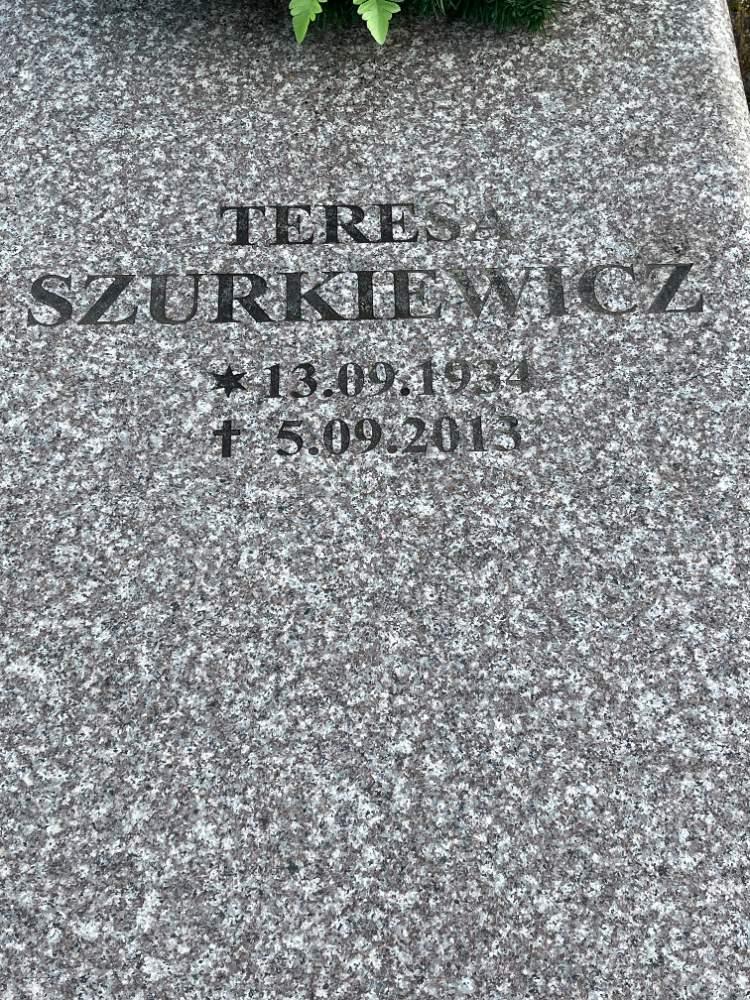 TERESA
SZURKIEWICZ
✶ 13.09.1934
✝ 5.09.2013